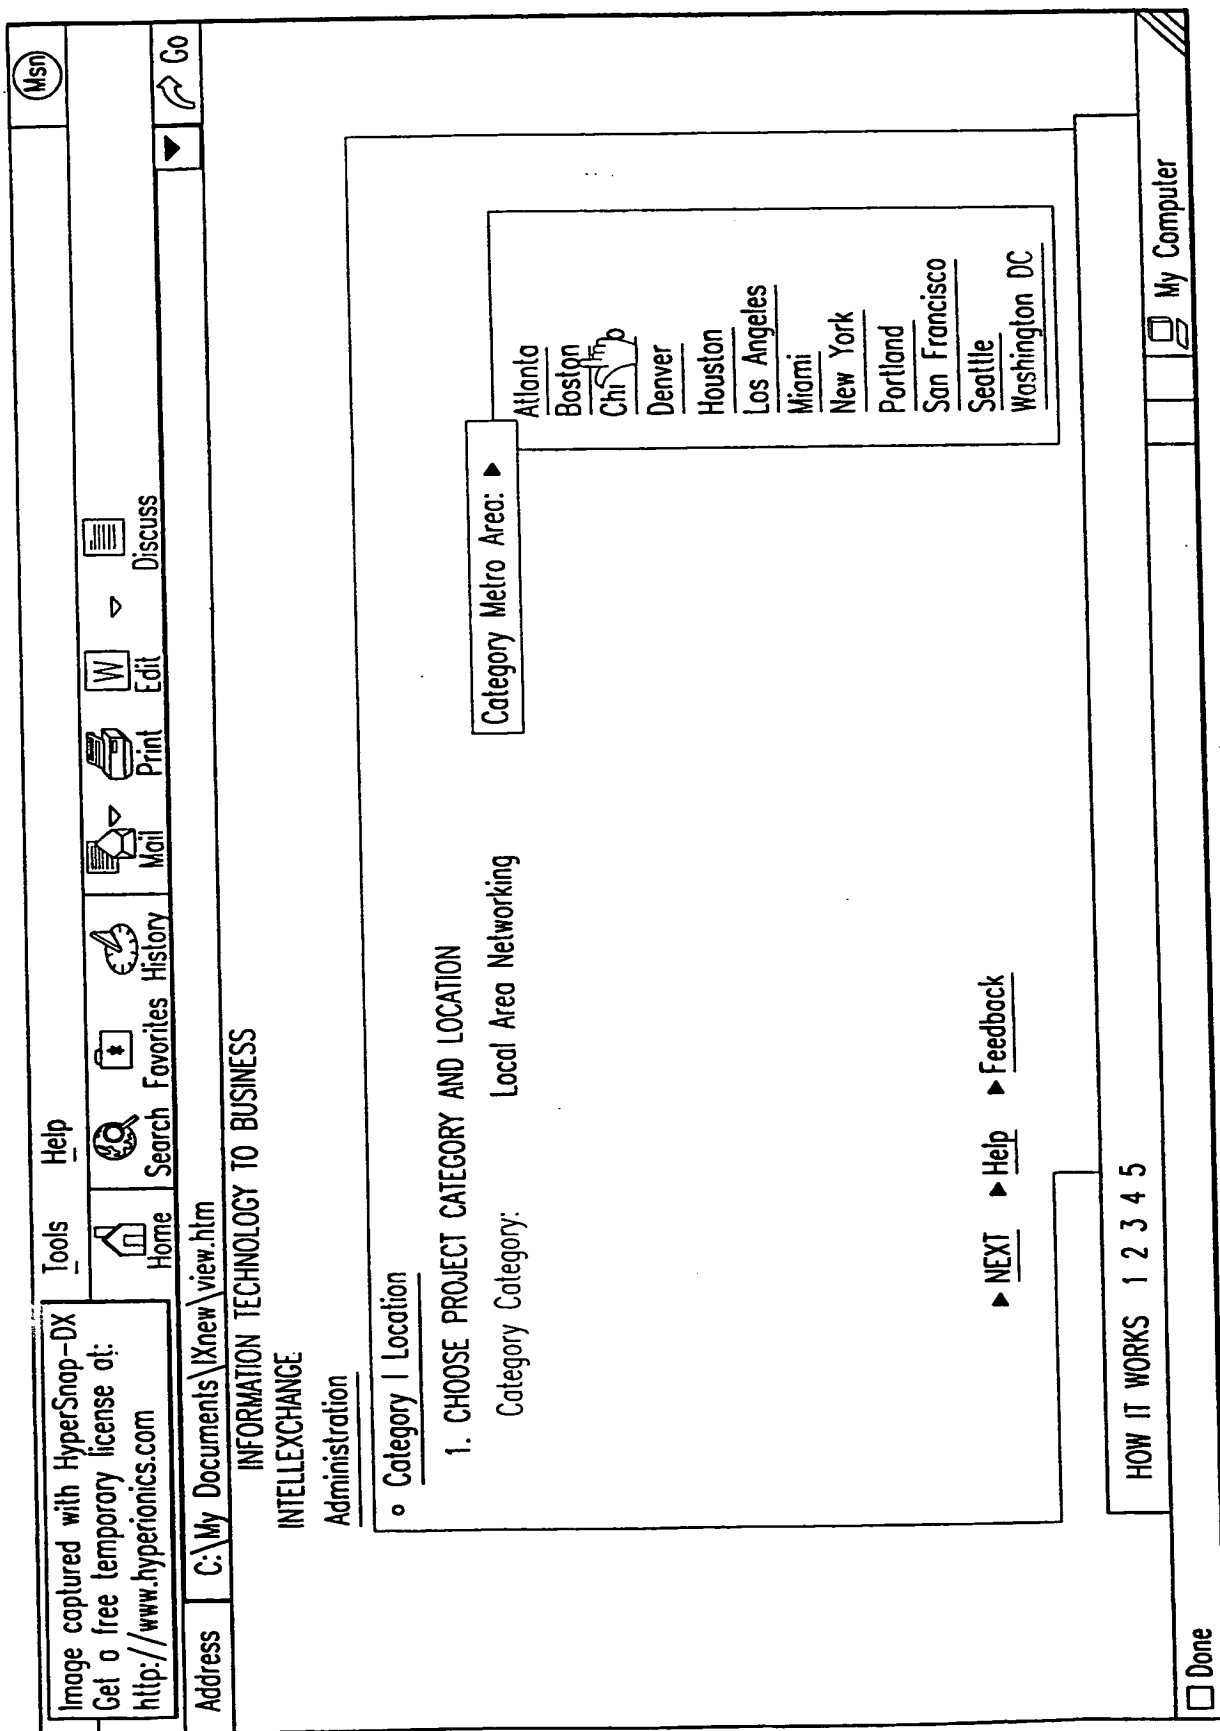 Image captured with HyperSnap-DX
Get a free temporary license at:
http://www.hyperionics.com
Tools Help
Msn
Home Search Favorites History Mail Print Edit Discuss
W
Address C:\My Documents\IXnew\view.htm Go
INFORMATION TECHNOLOGY TO BUSINESS
INTELLEXCHANGE
Administration
Category | Location
1. CHOOSE PROJECT CATEGORY AND LOCATION
Category Category: Local Area Networking Category Metro Area:
Atlanta
Boston
Chi o
Denver
Houston
Los Angeles
Miami
New York
Portland
San Francisco
Seattle
Washington DC
NEXT Help Feedback
HOW IT WORKS 1 2 3 4 5
Done My Computer